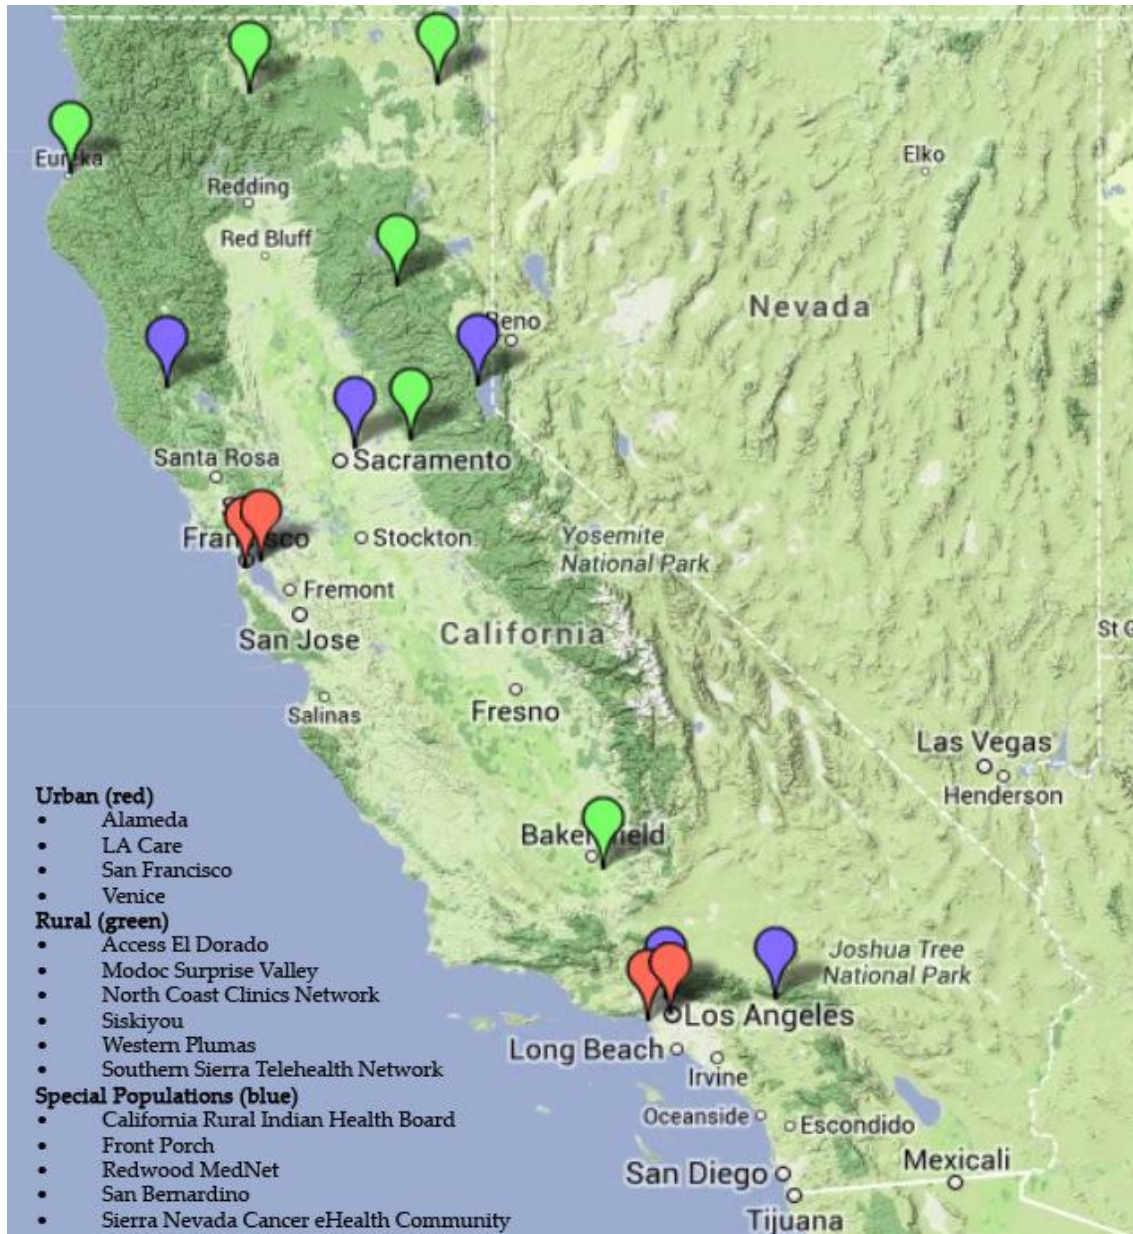 Eureka
Redding
Red Bluff
Elko
Reno
Nevada
Santa Rosa
Sacramento
Francisco
Stockton
Yosemite
National Park
Fremont
San Jose
California
St G
Salinas
Fresno
Las Vegas
Henderson
Bakersfield
Joshua Tree
National Park
Los Angeles
Long Beach
Irvine
Oceanside
Escondido
San Diego
Mexicali
Tijuana
Urban (red)
• Alameda
• LA Care
• San Francisco
• Venice
Rural (green)
• Access El Dorado
• Modoc Surprise Valley
• North Coast Clinics Network
• Siskiyou
• Western Plumas
• Southern Sierra Telehealth Network
Special Populations (blue)
• California Rural Indian Health Board
• Front Porch
• Redwood MedNet
• San Bernardino
• Sierra Nevada Cancer eHealth Community